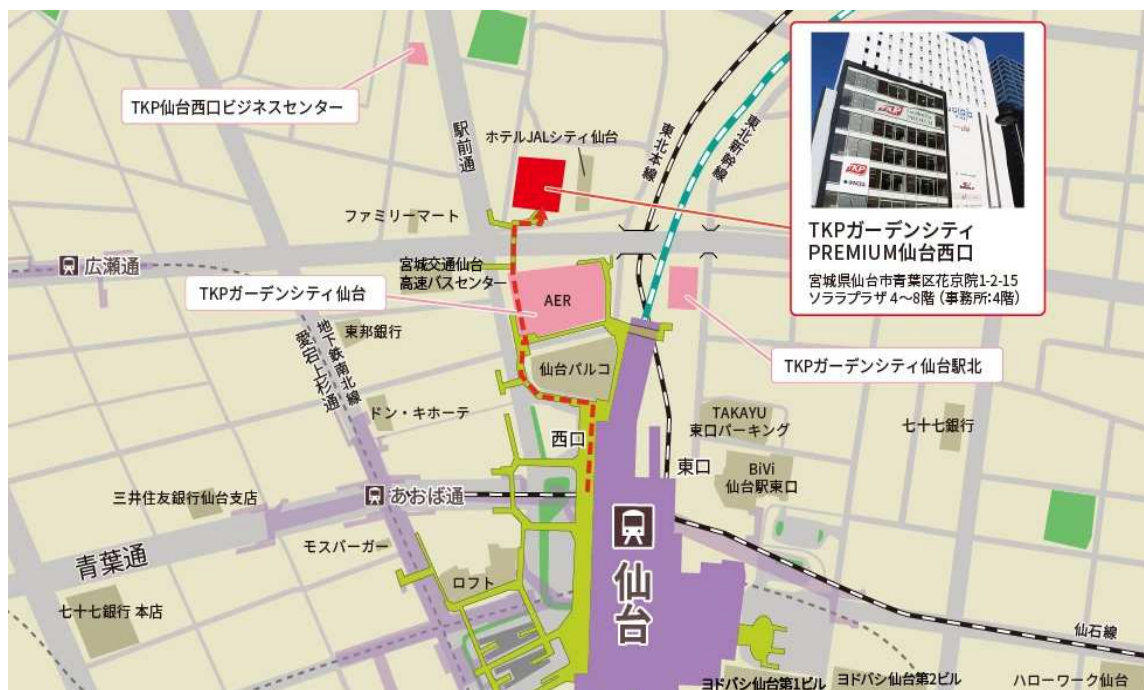 TKP仙台西口ビジネスセンター
駅前通
ホテルJALシティ仙台
東北本線
東北新幹線
TKP
TKP
TKPガーデンシティ
PREMIUM仙台西口
宮城県仙台市青葉区花京院1-2-15
ソララプラザ 4〜8階 (事務所:4階)
ファミリーマート
広瀬通
宮城交通仙台
高速バスセンター
TKPガーデンシティ仙台
AER
東邦銀行
地下鉄南北線
愛宕上杉通
仙台パルコ
TKPガーデンシティ仙台駅北
ドン・キホーテ
西口
TAKAYU
東口パーキング
七十七銀行
東口
BiVi
仙台駅東口
三井住友銀行仙台支店
あおば通
青葉通
モスバーガー
ロフト
仙台
七十七銀行 本店
仙石線
ヨドバシ仙台第1ビル
ヨドバシ仙台第2ビル
ハローワーク仙台